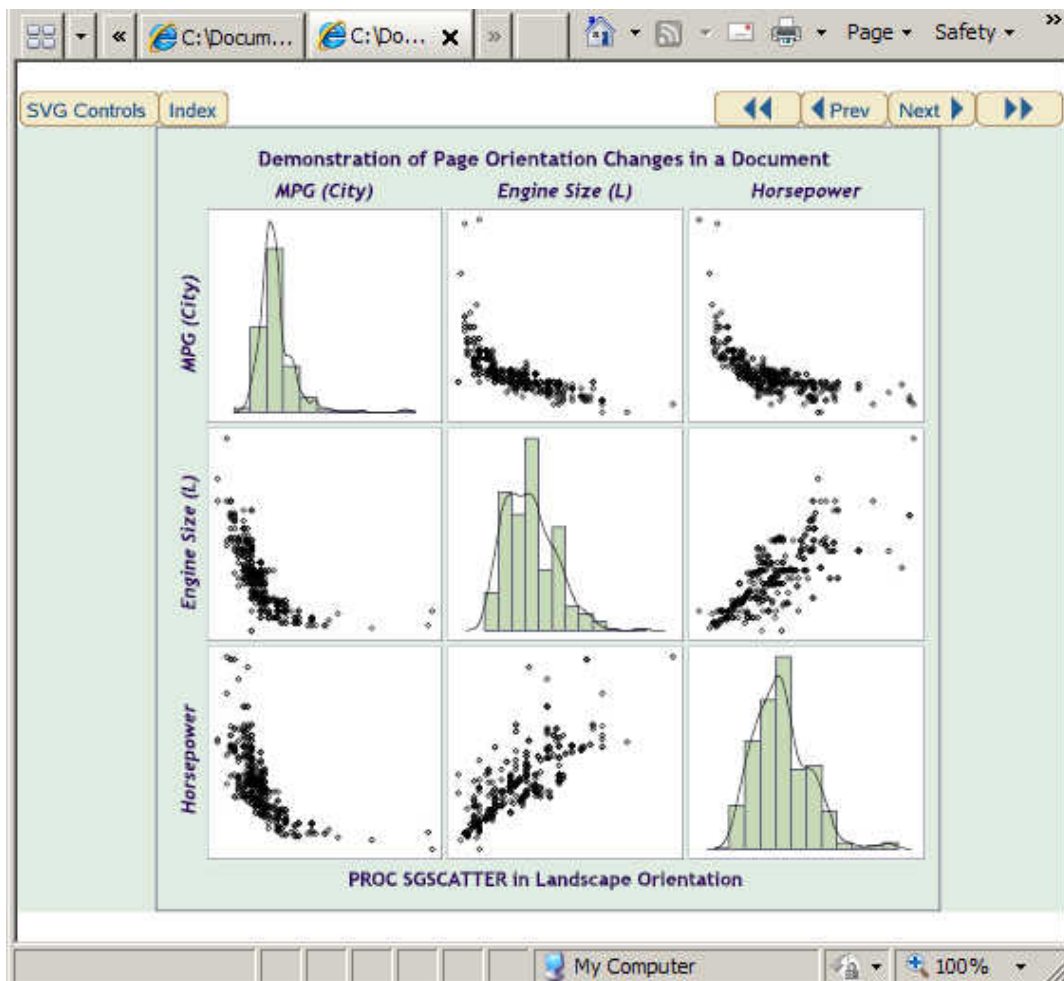 « C:\Docum... C:\Do... X » Page Safety »
SVG Controls Index Prev Next
Demonstration of Page Orientation Changes in a Document
MPG (City) Engine Size (L) Horsepower
MPG (City)
Engine Size (L)
Horsepower
PROC SGSCATTER in Landscape Orientation
My Computer 100%